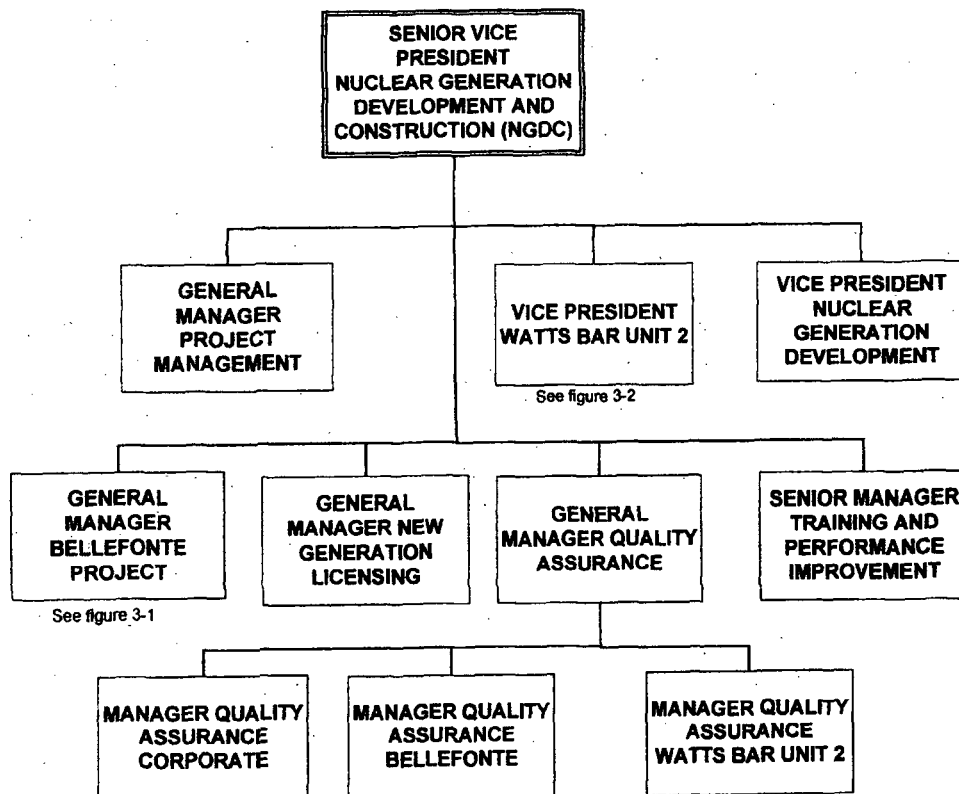 SENIOR VICE
PRESIDENT
NUCLEAR GENERATION
DEVELOPMENT AND
CONSTRUCTION (NGDC)
GENERAL
MANAGER
PROJECT
MANAGEMENT
VICE PRESIDENT
WATTS BAR UNIT 2
See figure 3-2
VICE PRESIDENT
NUCLEAR
GENERATION
DEVELOPMENT
GENERAL
MANAGER
BELLEFONTE
PROJECT
See figure 3-1
GENERAL
MANAGER NEW
GENERATION
LICENSING
GENERAL
MANAGER QUALITY
ASSURANCE
SENIOR MANAGER
TRAINING AND
PERFORMANCE
IMPROVEMENT
MANAGER QUALITY
ASSURANCE
CORPORATE
MANAGER QUALITY
ASSURANCE
BELLEFONTE
MANAGER QUALITY
ASSURANCE
WATTS BAR UNIT 2